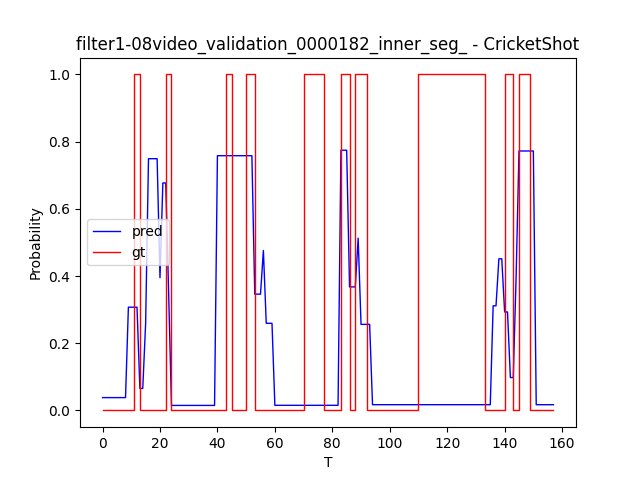 filter1-08video_validation_0000182_inner_seg_ - CricketShot
1.0
0.8
0.6
0.4
0.2
0.0
Probability
pred
gt
0 20 40 60 80 100 120 140 160
T